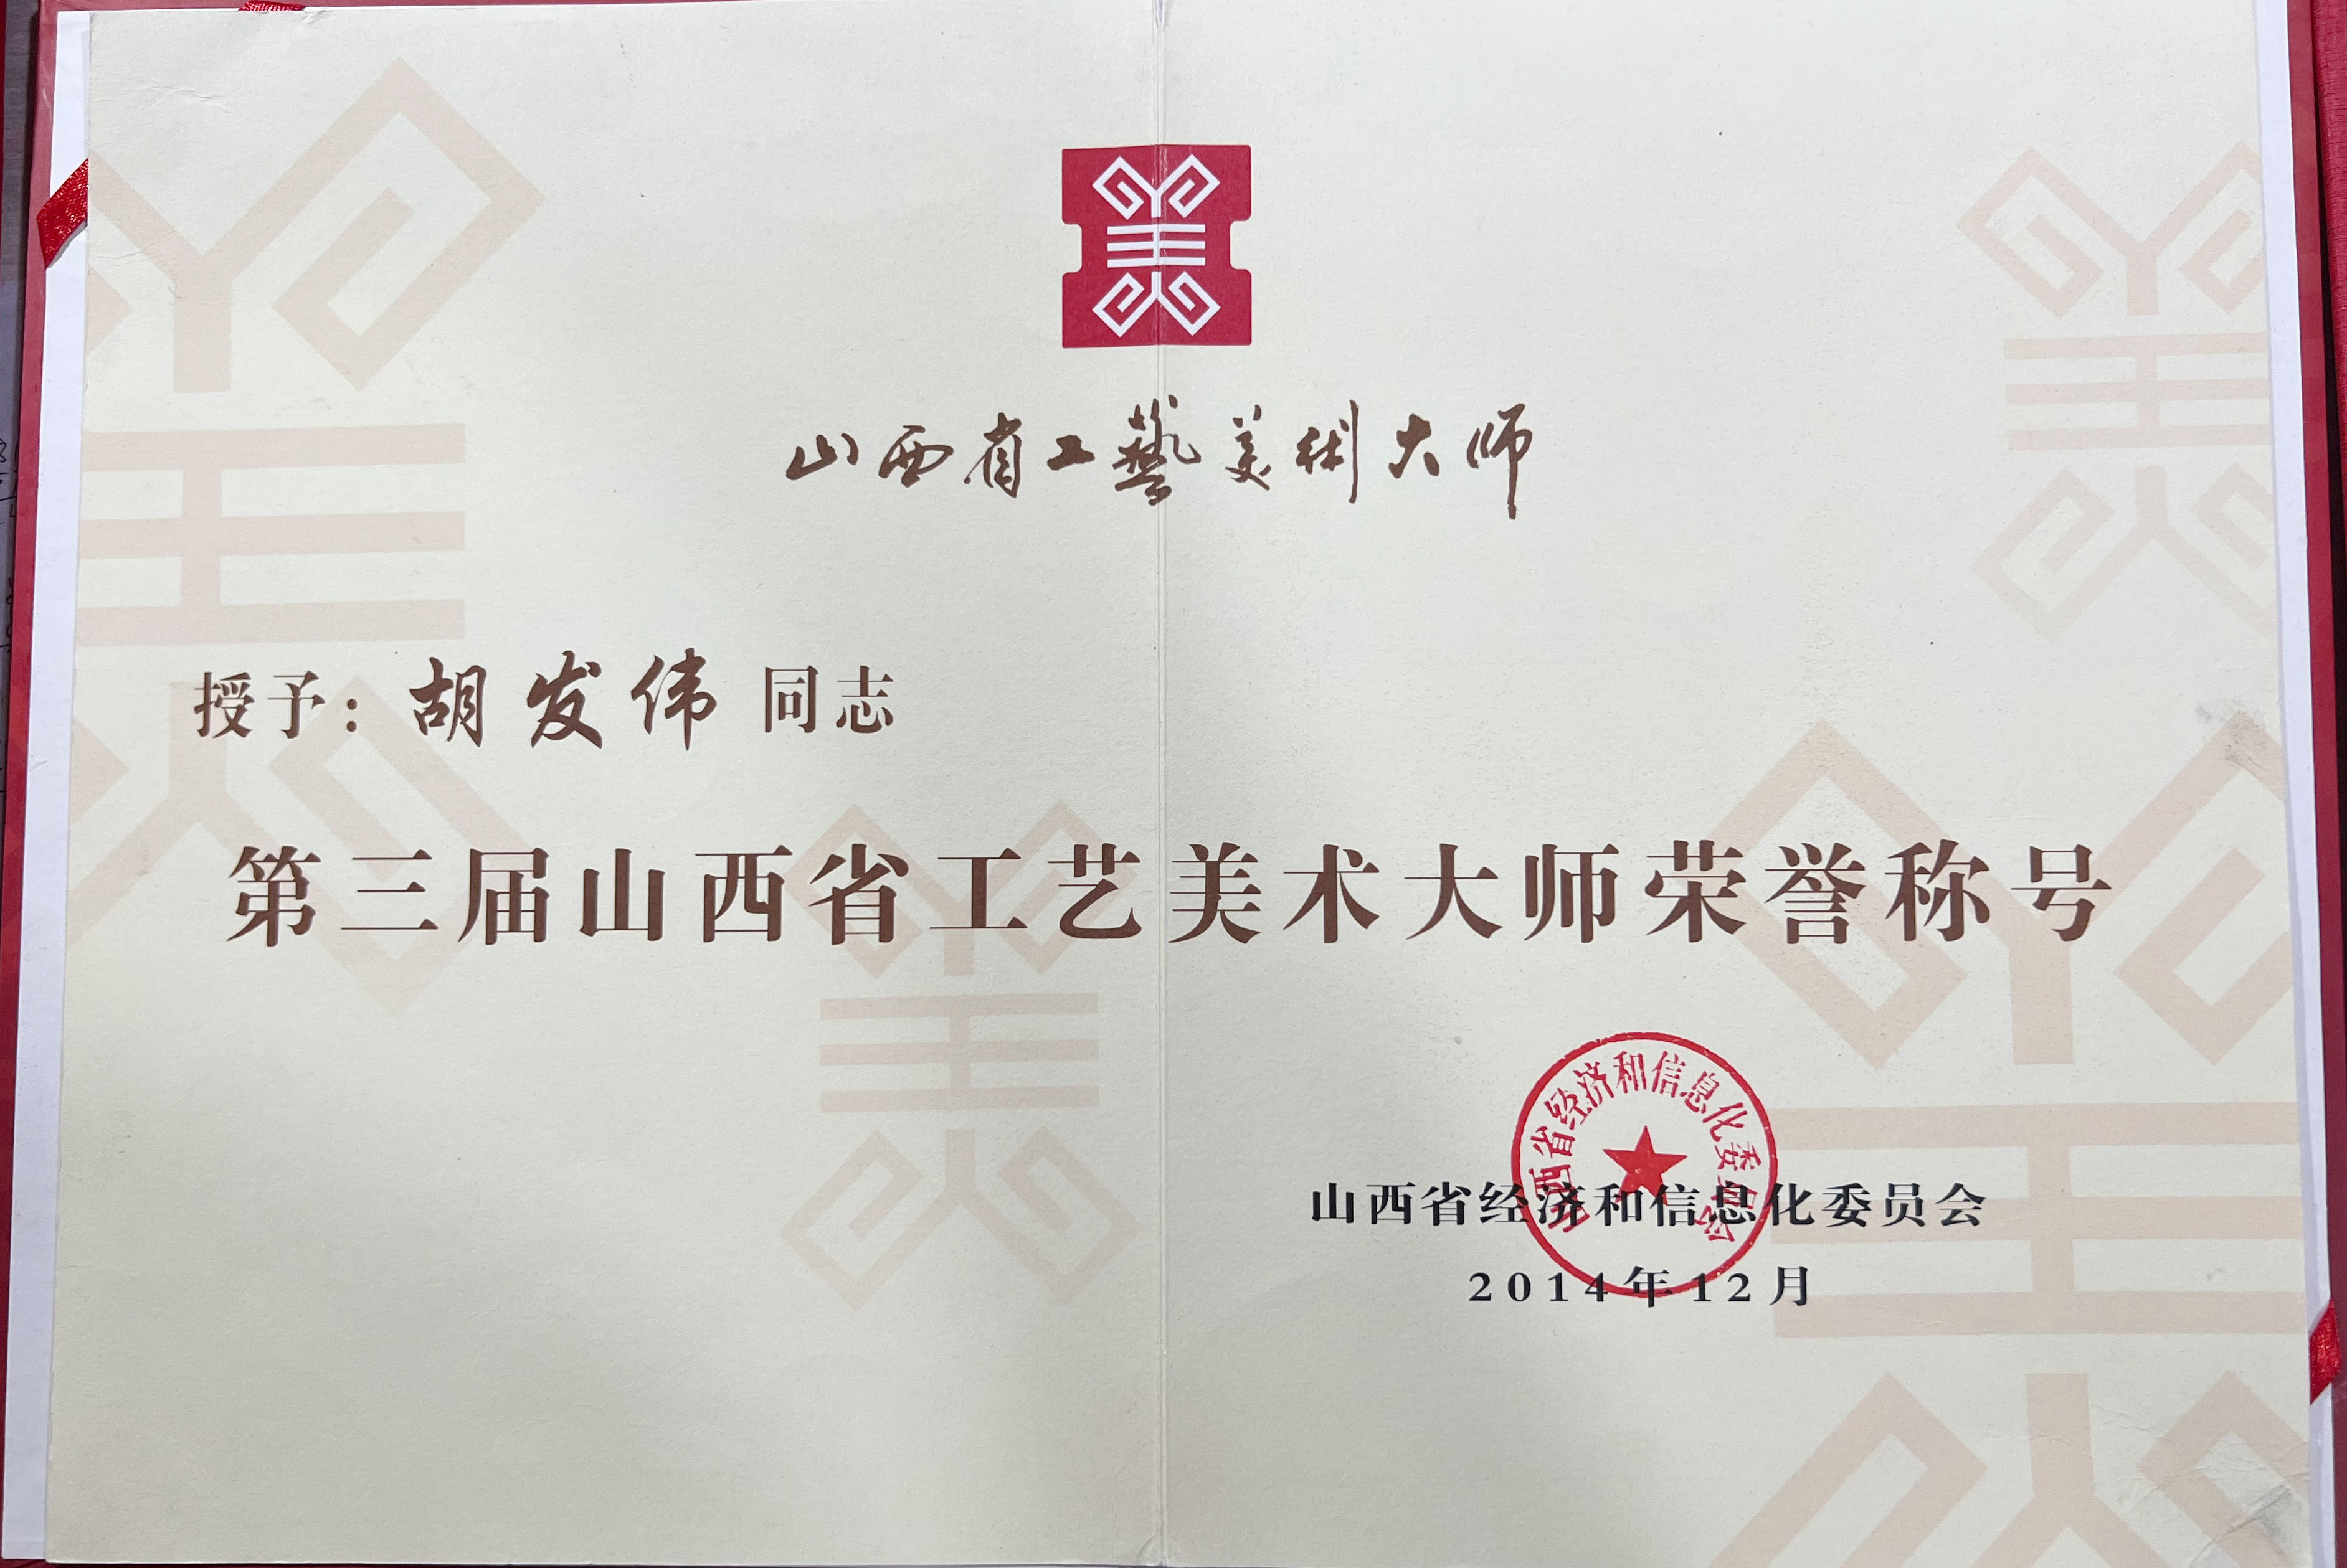 山西省工藝美術大师
授予：胡发伟 同志
第三届山西省工艺美术大师荣誉称号
山西省经济和信息化委员会
山西省经济和信息化委员会
2014年12月